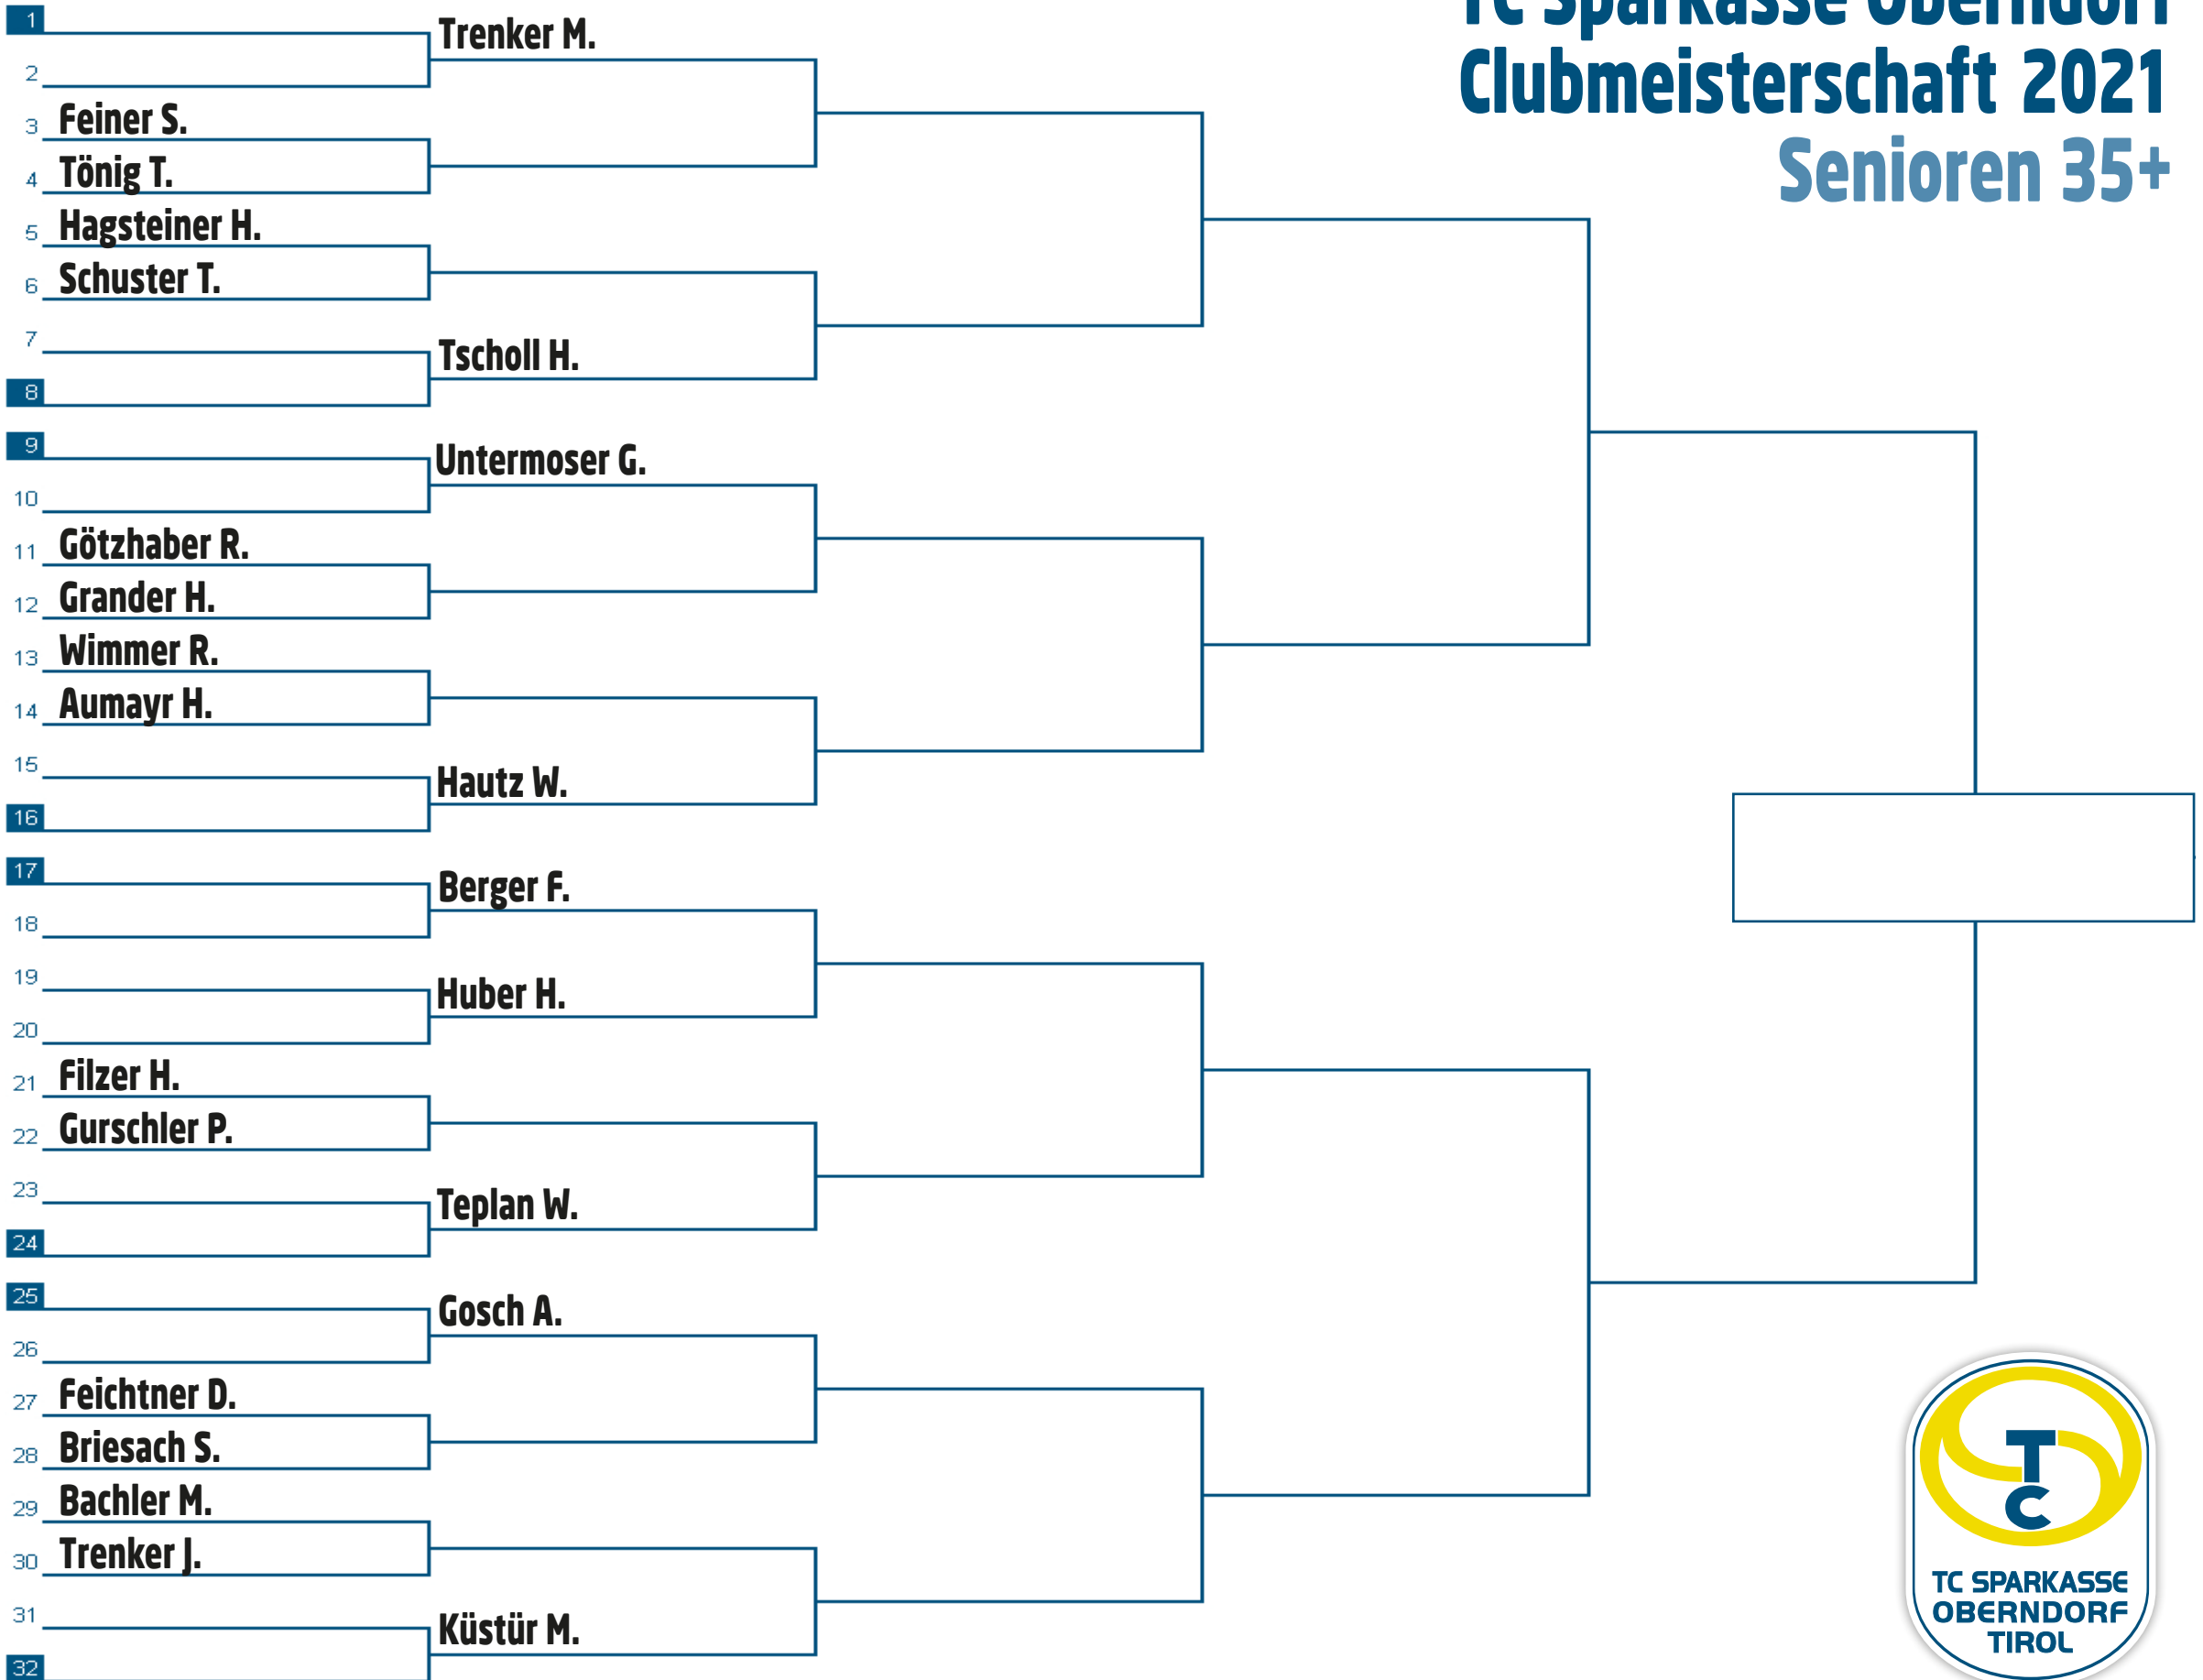 TC Sparkasse Oberndorf
Clubmeisterschaft 2021
Senioren 35+
1
Trenker M.
2
3 Feiner S.
4 Tönig T.
5 Hagsteiner H.
6 Schuster T.
7
Tscholl H.
8
9
Untermoser G.
10
11 Götzhaber R.
12 Grander H.
13 Wimmer R.
14 Aumayr H.
15
Hautz W.
16
17
Berger F.
18
19
Huber H.
20
21 Filzer H.
22 Gurschler P.
23
Teplan W.
24
25
Gosch A.
26
27 Feichtner D.
28 Briesach S.
29 Bachler M.
30 Trenker J.
31
Küstür M.
32
T
C
TC SPARKASSE
OBERNDORF
TIROL